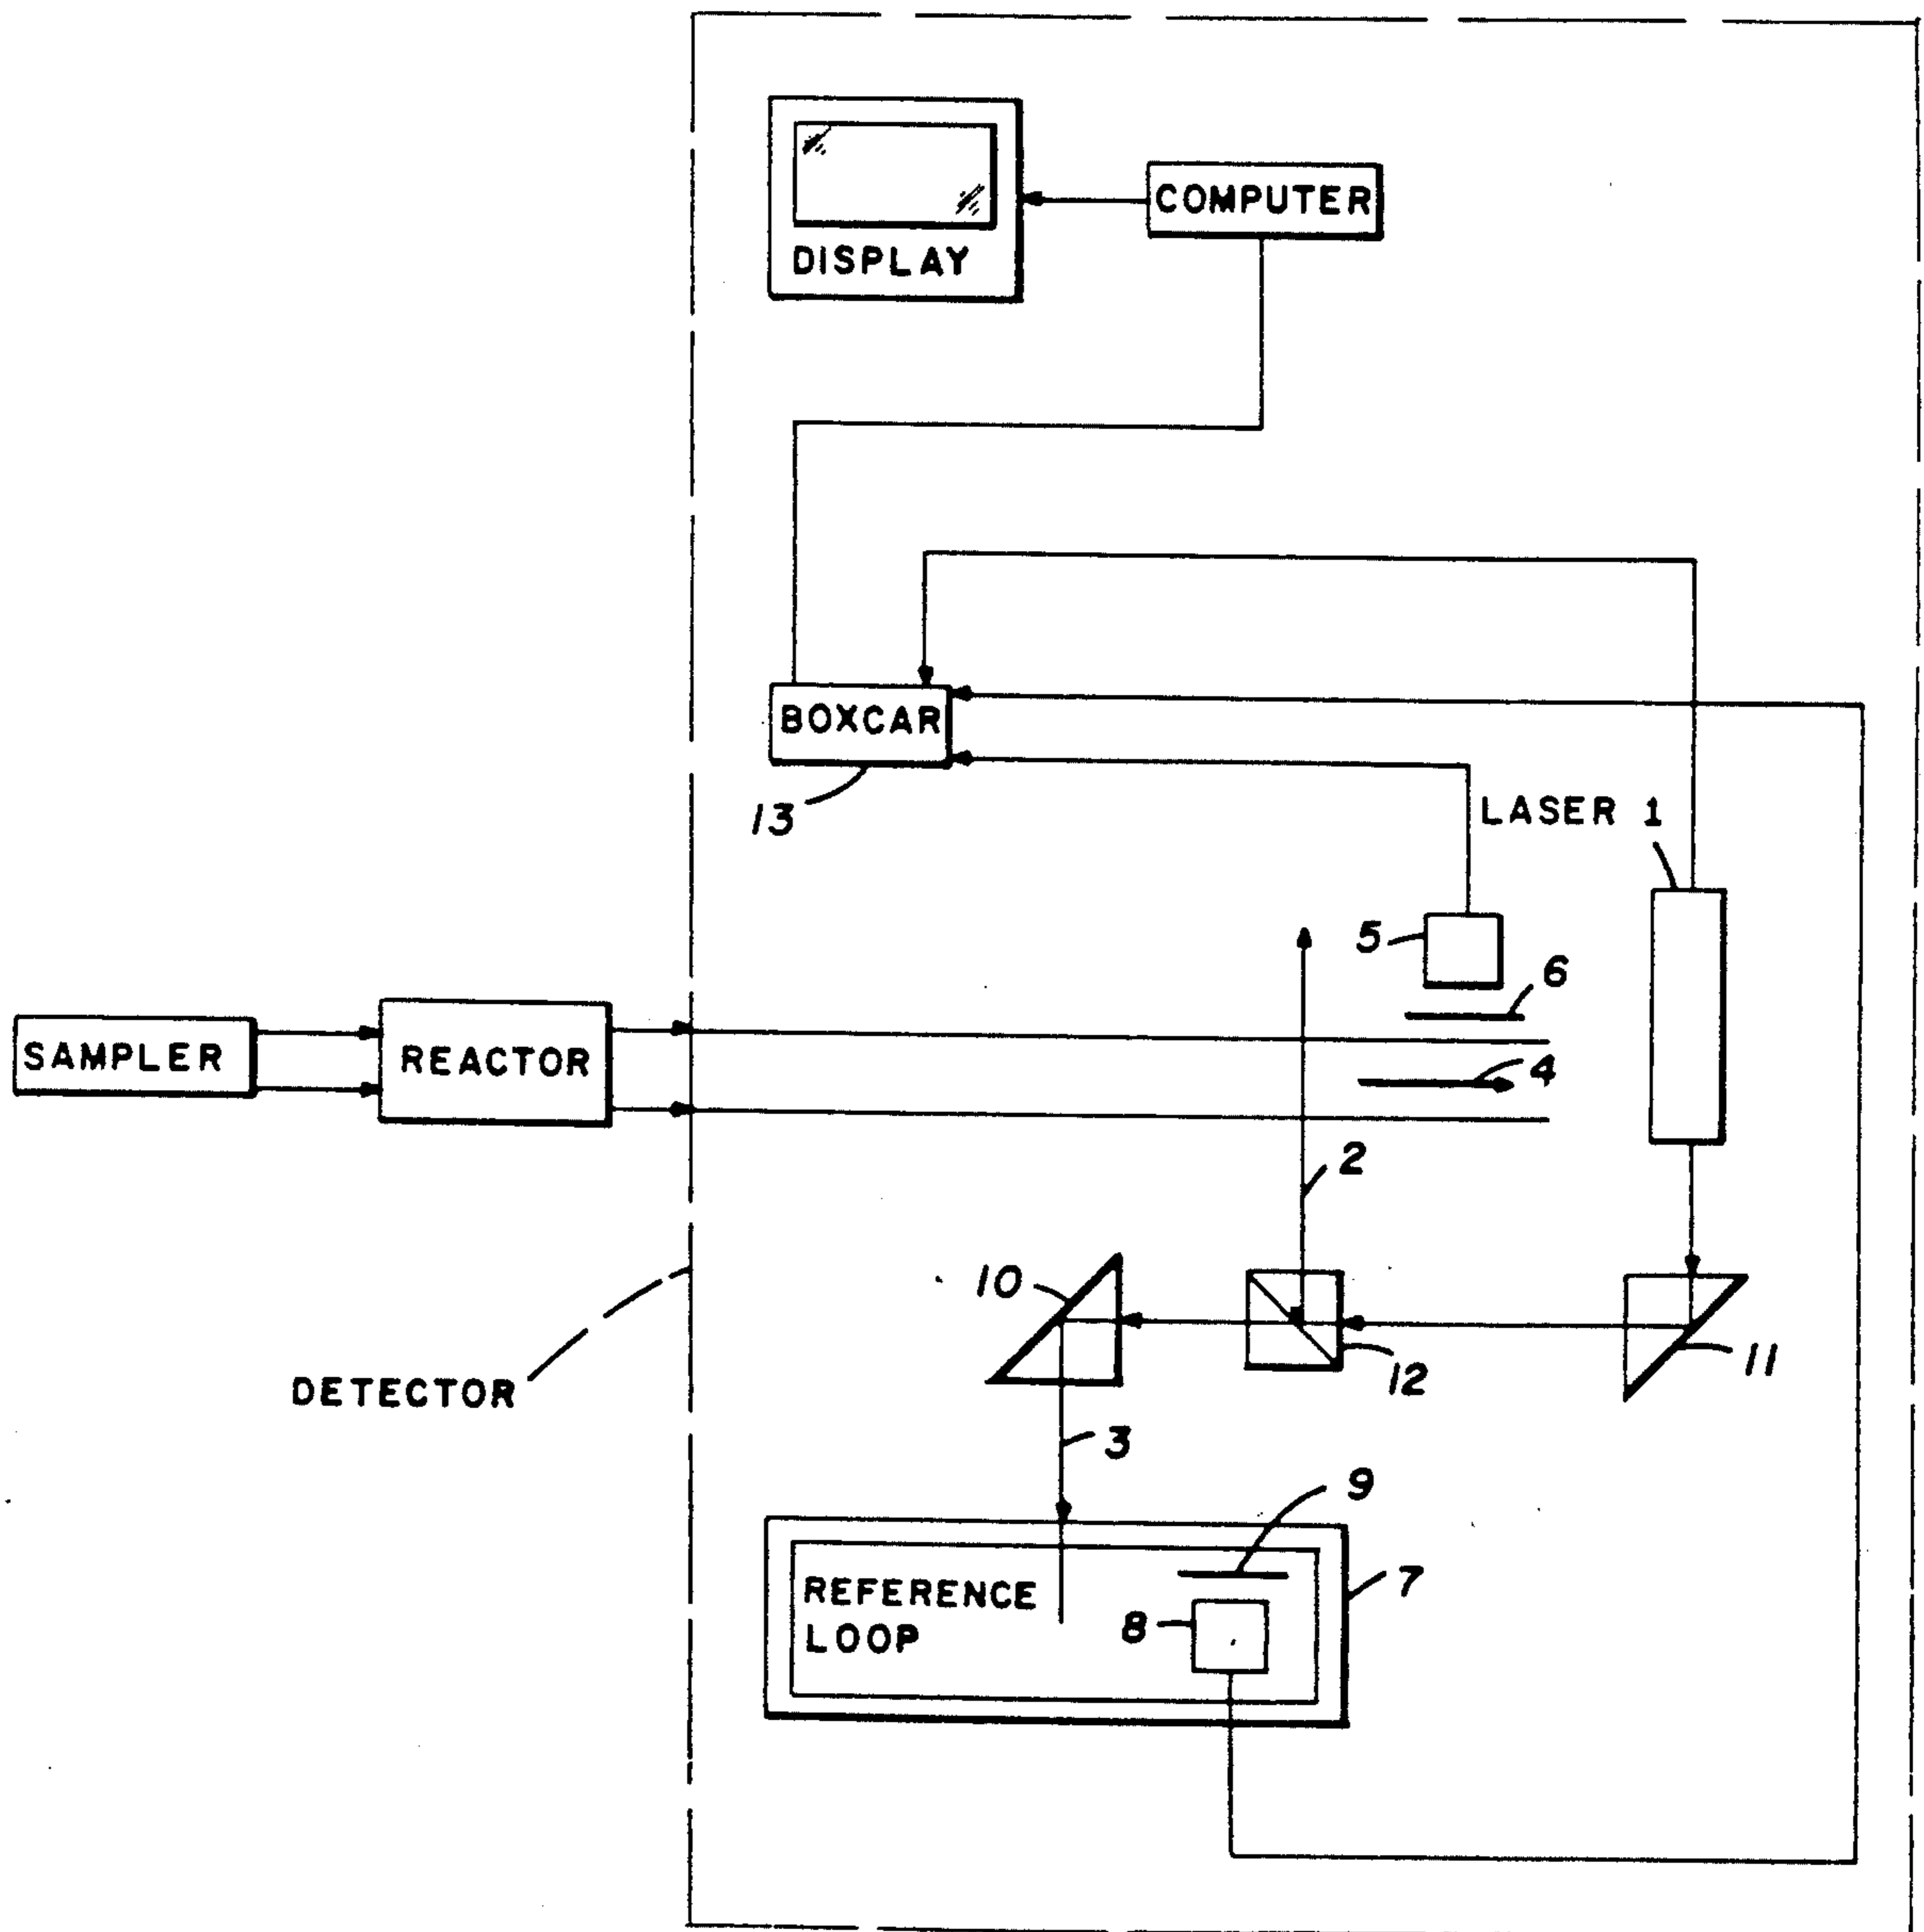 COMPUTER
DISPLAY
BOXCAR
13
LASER 1
5
6
SAMPLER
REACTOR
4
2
10
12
11
DETECTOR
3
9
REFERENCE
LOOP
7
8